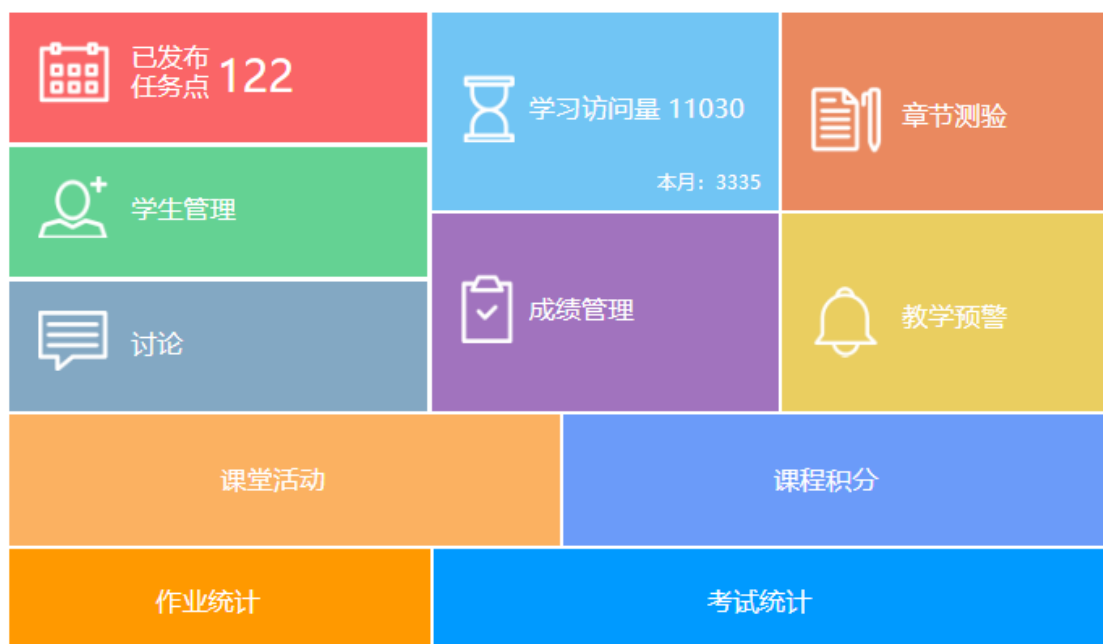 已发布
任务点 122
学习访问量 11030
本月：3335
章节测验
学生管理
讨论
成绩管理
教学预警
课堂活动
课程积分
作业统计
考试统计